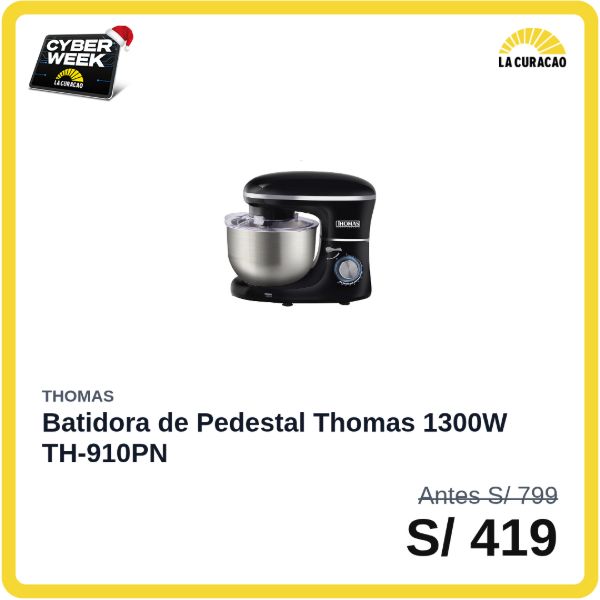 CYBER
WEEK
LA CURACAO
LA CURACAO
THOMAS
THOMAS
Batidora de Pedestal Thomas 1300W
TH-910PN
Antes S/ 799
S/ 419